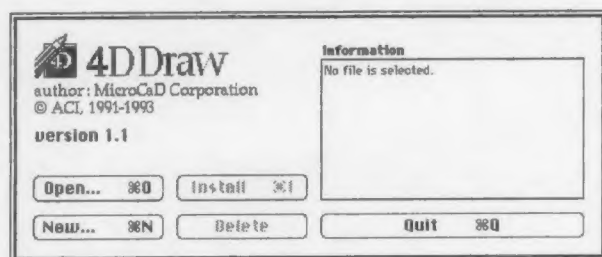 4D Draw
author: MicroCaD Corporation
© ACI, 1991-1993
version 1.1
Information
No file is selected.
Open... ⌘O
Install ⌘I
New... ⌘N
Delete
Quit ⌘Q